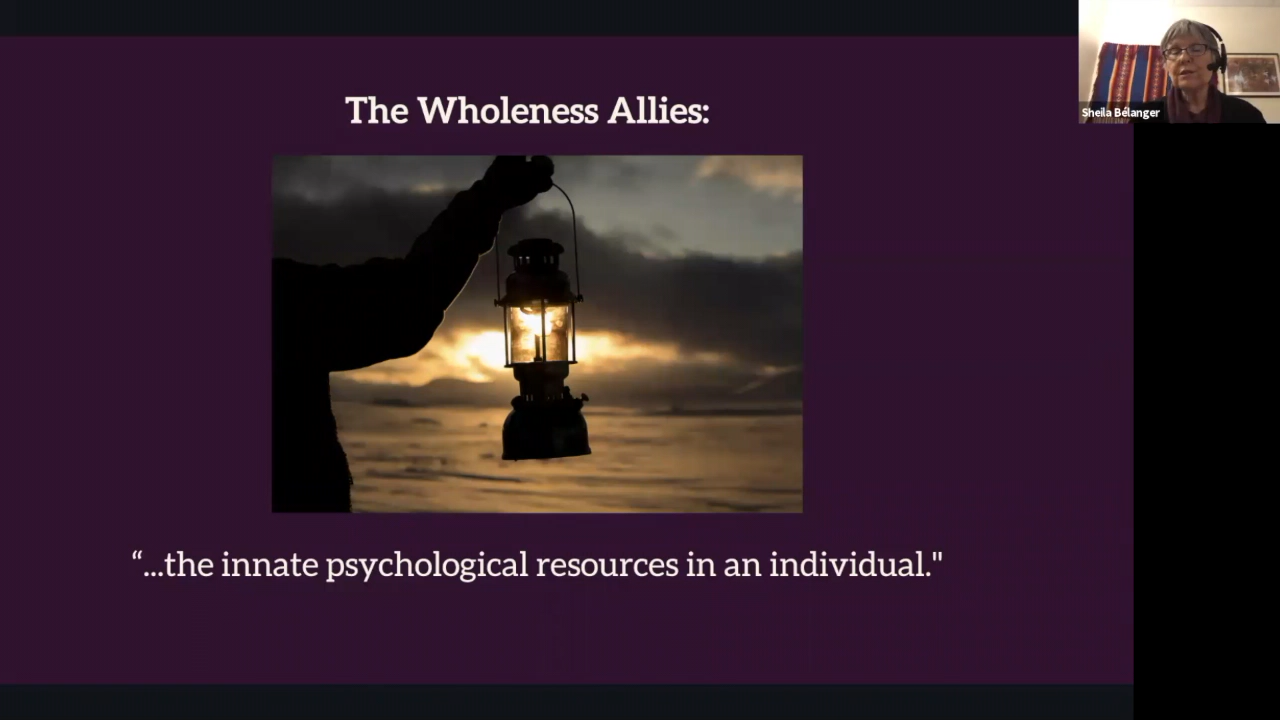 The Wholeness Allies:
Sheila Bélanger
“...the innate psychological resources in an individual."